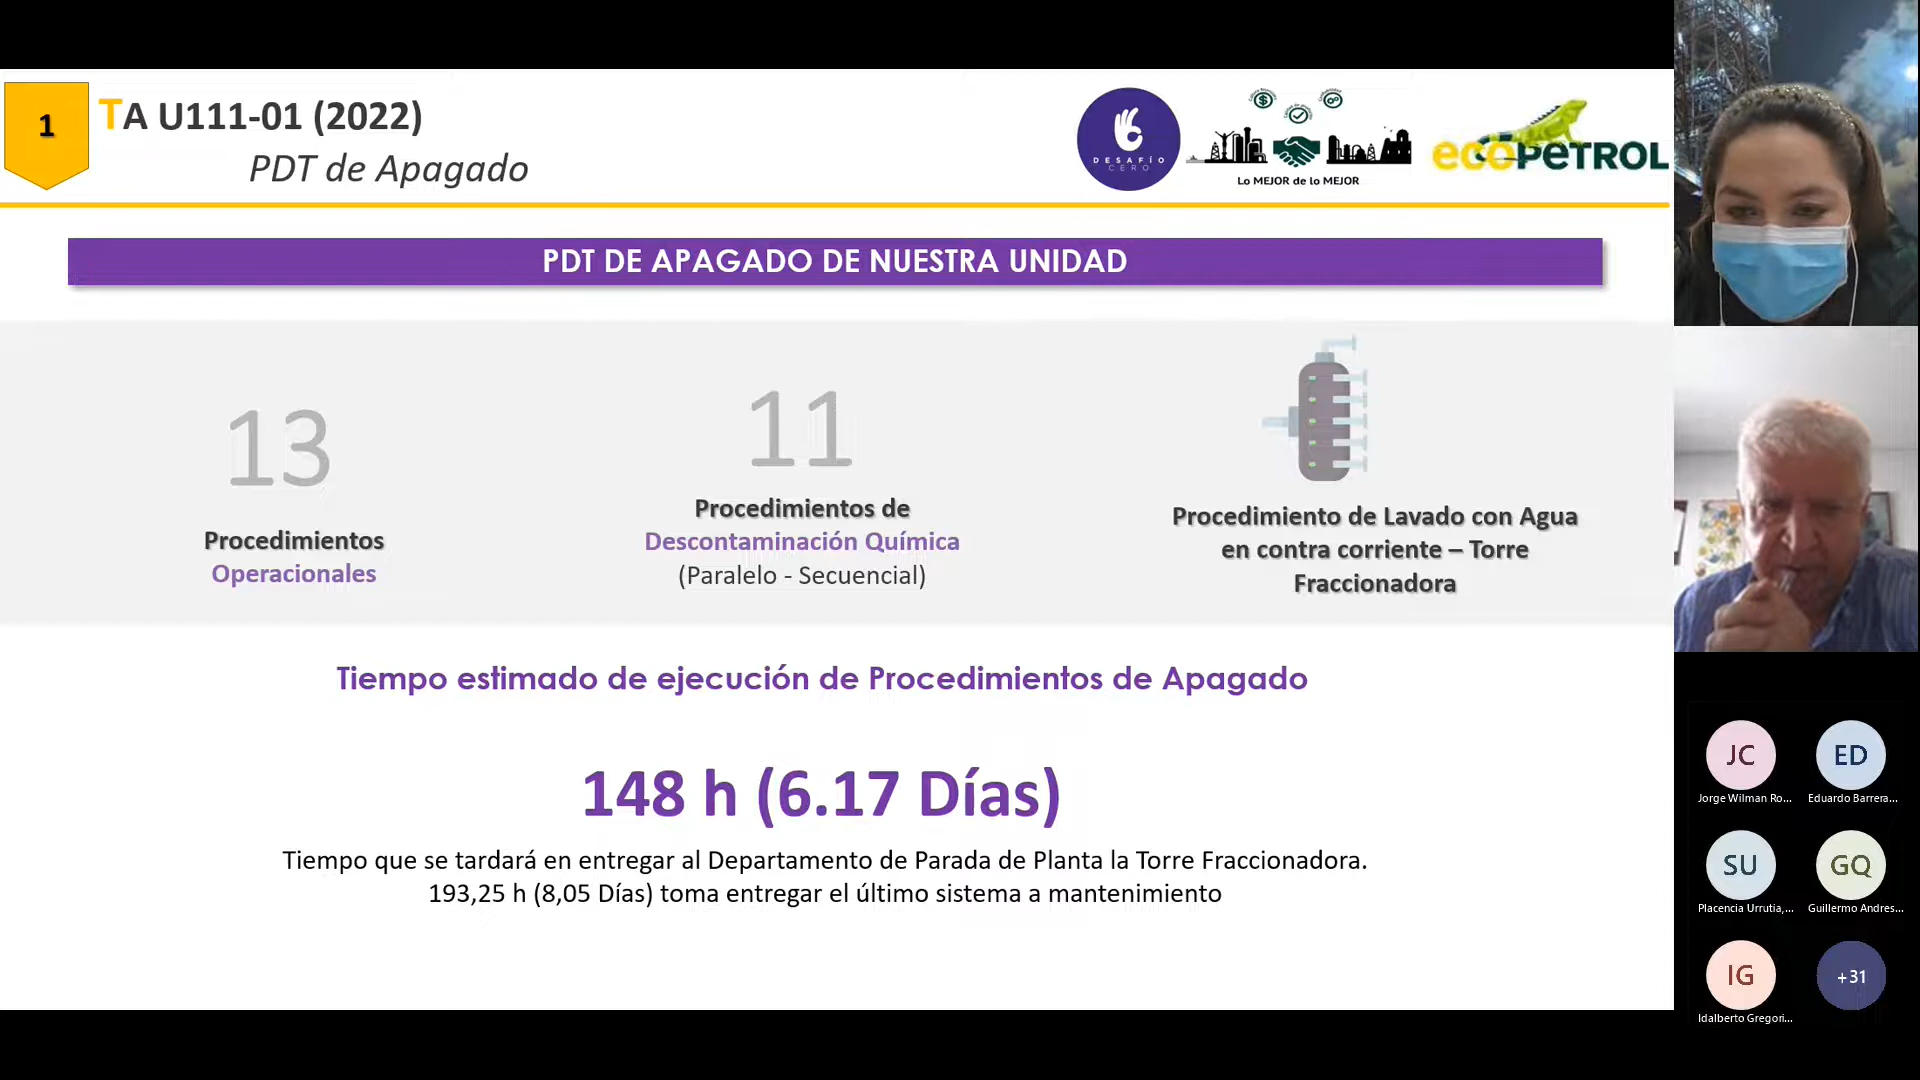 1
TA U111-01 (2022)
PDT de Apagado
DESAFÍO
CERO
Lo MEJOR de lo MEJOR
ecoPeTROL
PDT DE APAGADO DE NUESTRA UNIDAD
13
Procedimientos
Operacionales
11
Procedimientos de
Descontaminación Química
(Paralelo - Secuencial)
Procedimiento de Lavado con Agua
en contra corriente – Torre
Fraccionadora
Tiempo estimado de ejecución de Procedimientos de Apagado
148 h (6.17 Días)
Tiempo que se tardará en entregar al Departamento de Parada de Planta la Torre Fraccionadora.
193,25 h (8,05 Días) toma entregar el último sistema a mantenimiento
JC
Jorge Wilman Ro...
ED
Eduardo Barrera...
SU
Placencia Urrutia,...
GQ
Guillermo Andres...
IG
Idalberto Gregori...
+31